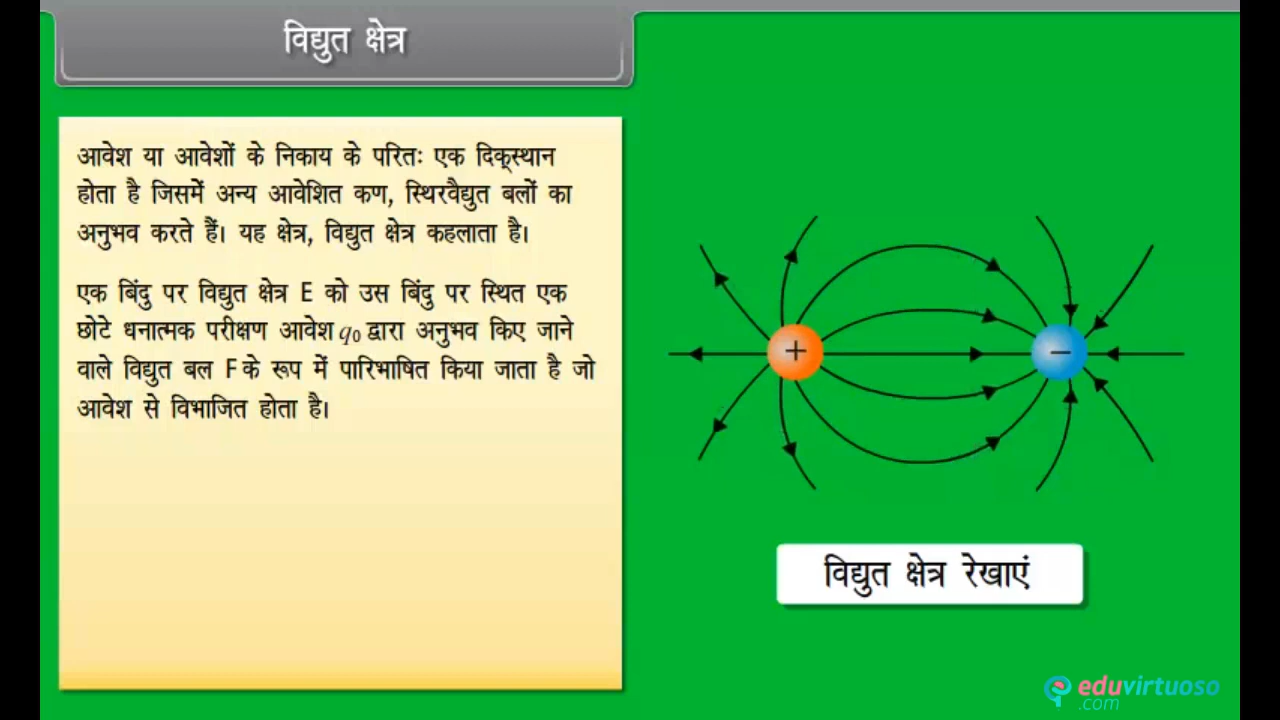 विद्युत क्षेत्र
आवेश या आवेशों के निकाय के परितः एक दिक्स्थान
होता है जिसमें अन्य आवेशित कण, स्थिरवैद्युत बलों का
अनुभव करते हैं। यह क्षेत्र, विद्युत क्षेत्र कहलाता है।
एक बिंदु पर विद्युत क्षेत्र E को उस बिंदु पर स्थित एक
छोटे धनात्मक परीक्षण आवेश q₀ द्वारा अनुभव किए जाने
वाले विद्युत बल F के रूप में पारिभाषित किया जाता है जो
आवेश से विभाजित होता है।
+
−
विद्युत क्षेत्र रेखाएं
eduvirtuoso
.com